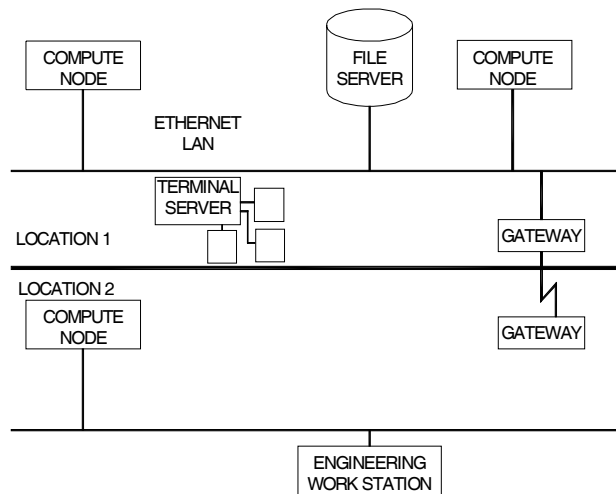 COMPUTE
NODE
FILE
SERVER
COMPUTE
NODE
ETHERNET
LAN
TERMINAL
SERVER
LOCATION 1
GATEWAY
LOCATION 2
COMPUTE
NODE
GATEWAY
ENGINEERING
WORK STATION